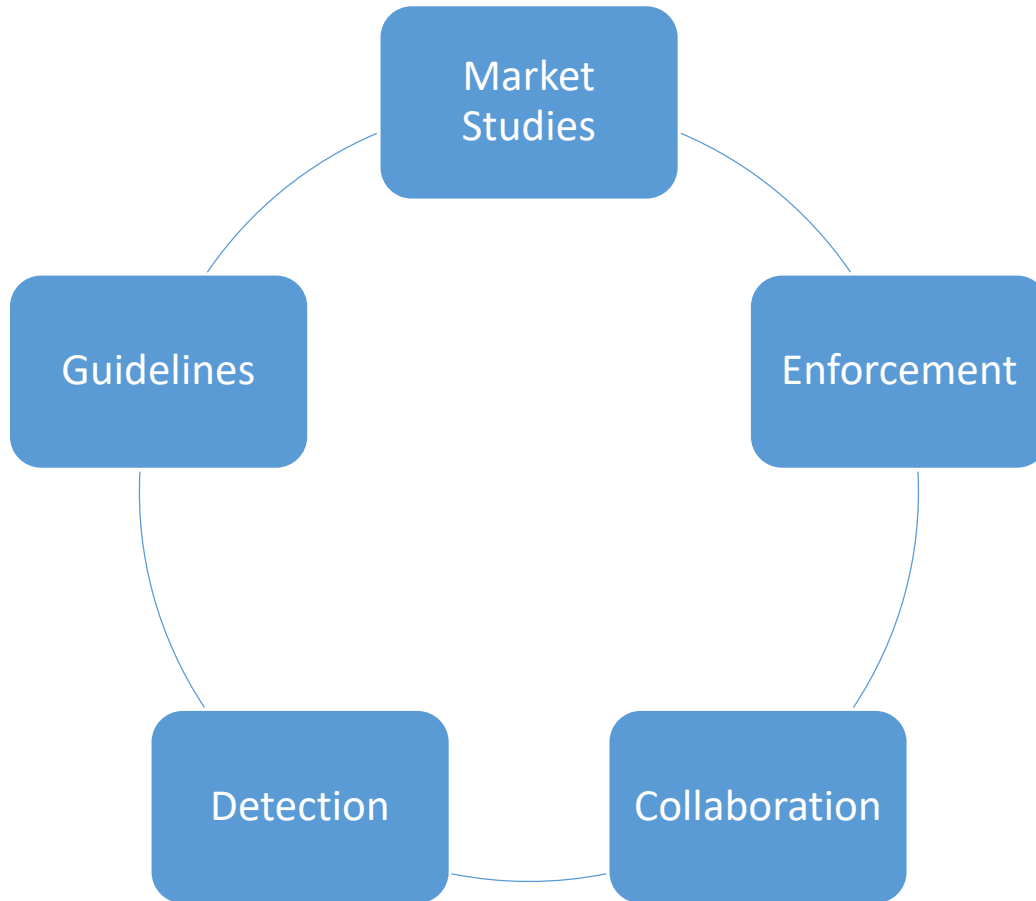 Market
Studies
Guidelines
Enforcement
Detection
Collaboration